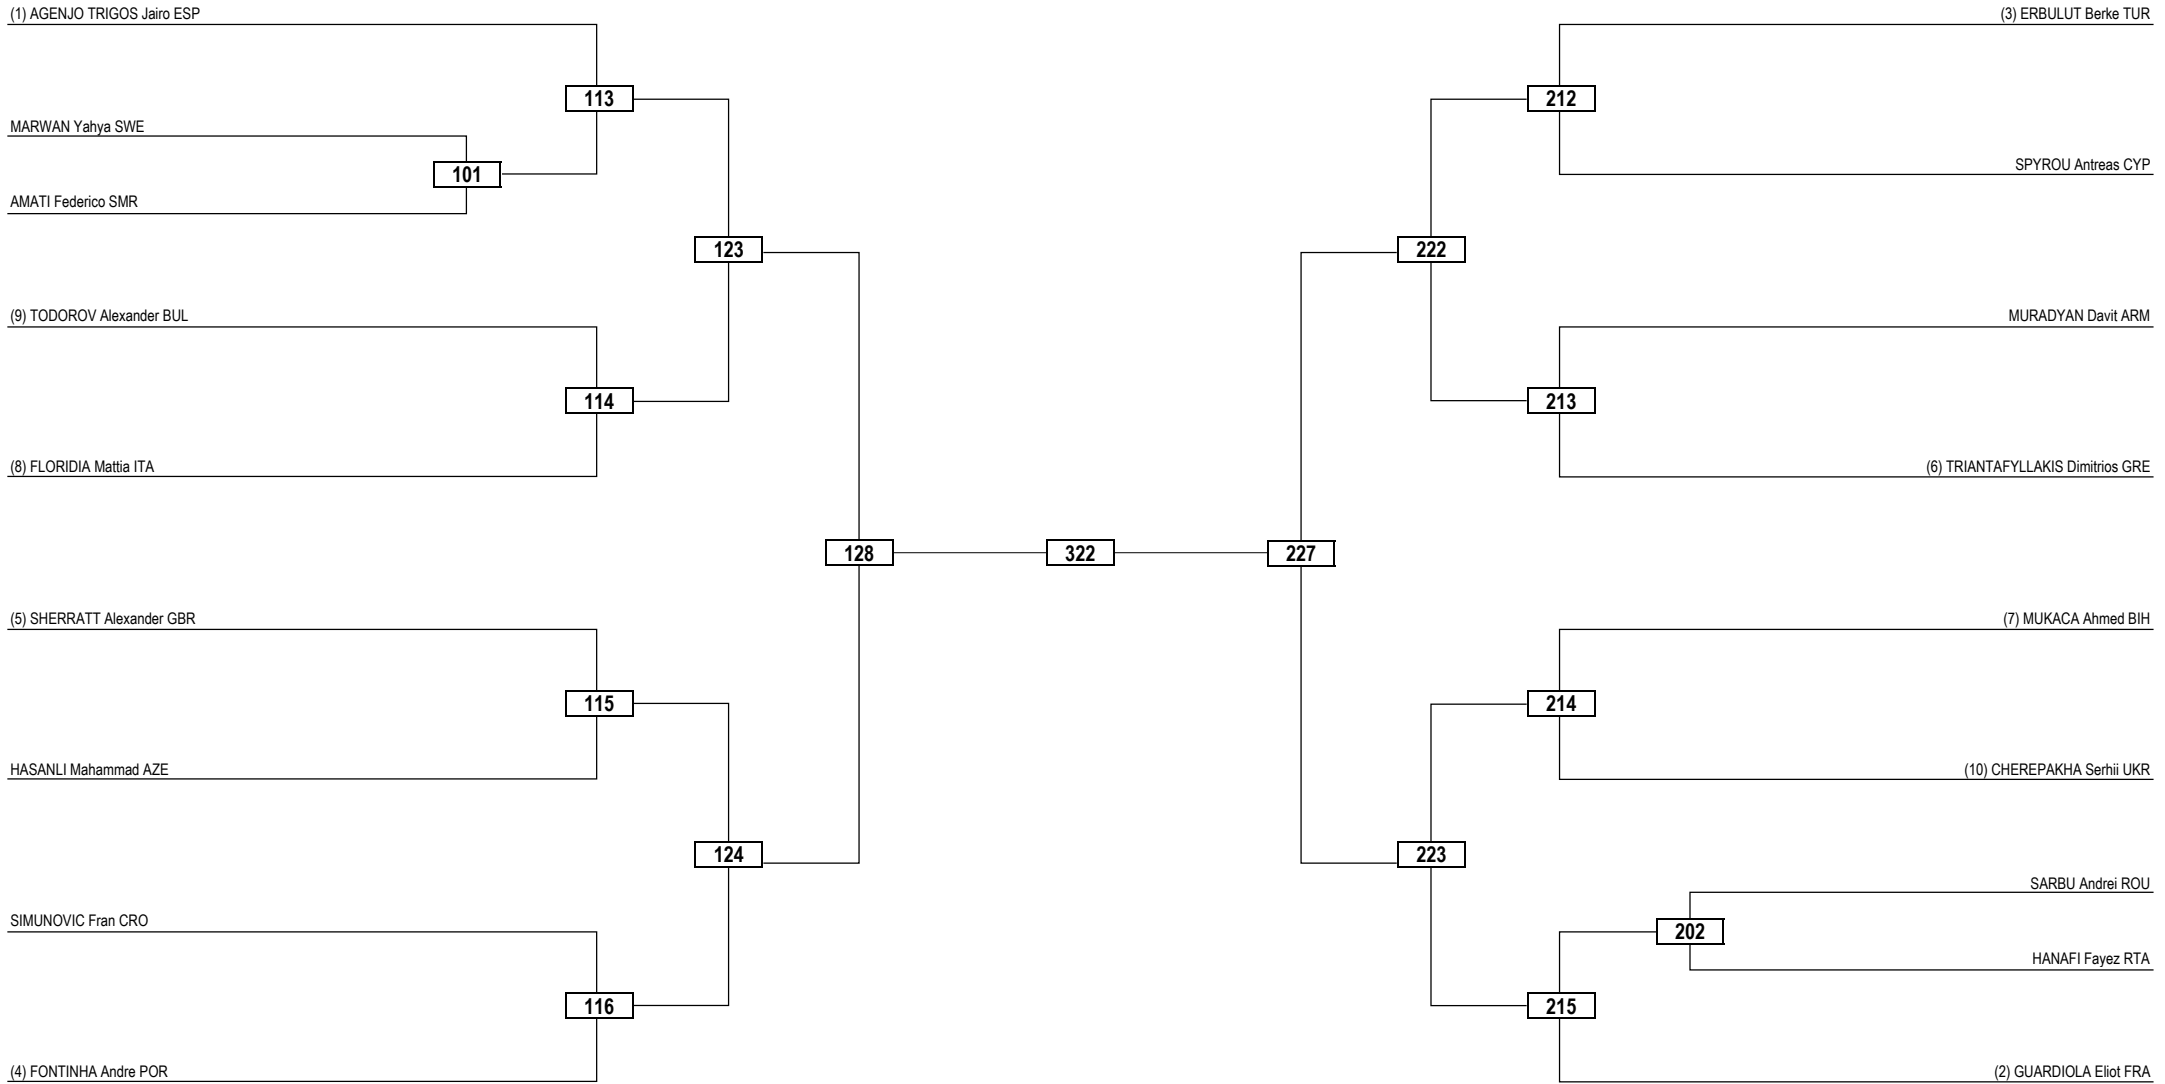 (1) AGENJO TRIGOS Jairo ESP
113
MARWAN Yahya SWE
101
AMATI Federico SMR
123
(9) TODOROV Alexander BUL
114
(8) FLORIDIA Mattia ITA
128
(5) SHERRATT Alexander GBR
115
HASANLI Mahammad AZE
124
SIMUNOVIC Fran CRO
116
(4) FONTINHA Andre POR
322
(3) ERBULUT Berke TUR
212
SPYROU Antreas CYP
222
MURADYAN Davit ARM
213
(6) TRIANTAFYLLAKIS Dimitrios GRE
227
(7) MUKACA Ahmed BIH
214
(10) CHEREPAKHA Serhii UKR
223
SARBU Andrei ROU
202
HANAFI Fayez RTA
215
(2) GUARDIOLA Eliot FRA